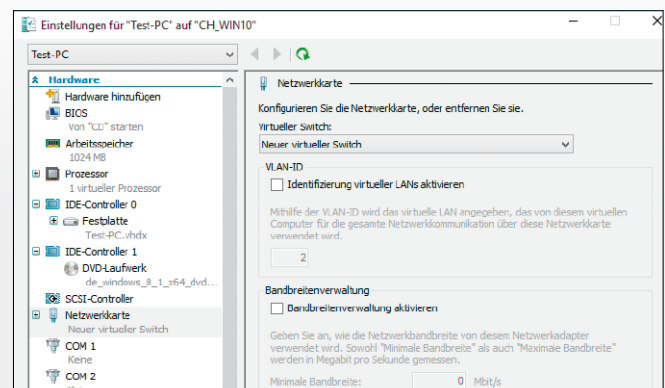 Einstellungen für "Test-PC" auf "CH_WIN10"
Test-PC
Hardware
Hardware hinzufügen
BIOS
Von "CD" starten
Arbeitsspeicher
1024 MB
Prozessor
1 virtueller Prozessor
IDE-Controller 0
Festplatte
Test-PC.vhdx
IDE-Controller 1
DVD-Laufwerk
de_windows_8_1_x64_dvd...
SCSI-Controller
Netzwerkkarte
Neuer virtueller Switch
COM 1
Keine
COM 2
Netzwerkkarte
Konfigurieren Sie die Netzwerkkarte, oder entfernen Sie sie.
Virtueller Switch:
Neuer virtueller Switch
VLAN-ID
Identifizierung virtueller LANs aktivieren
Mithilfe der VLAN-ID wird das virtuelle LAN angegeben, das von diesem virtuellen
Computer für die gesamte Netzwerkkommunikation über diese Netzwerkkarte
verwendet wird.
2
Bandbreitenverwaltung
Bandbreitenverwaltung aktivieren
Geben Sie an, wie die Netzwerkbandbreite von diesem Netzwerkadapter
verwendet wird. Sowohl "Minimale Bandbreite" als auch "Maximale Bandbreite"
werden in Megabit pro Sekunde gemessen.
Minimale Bandbreite: 0 Mbit/s